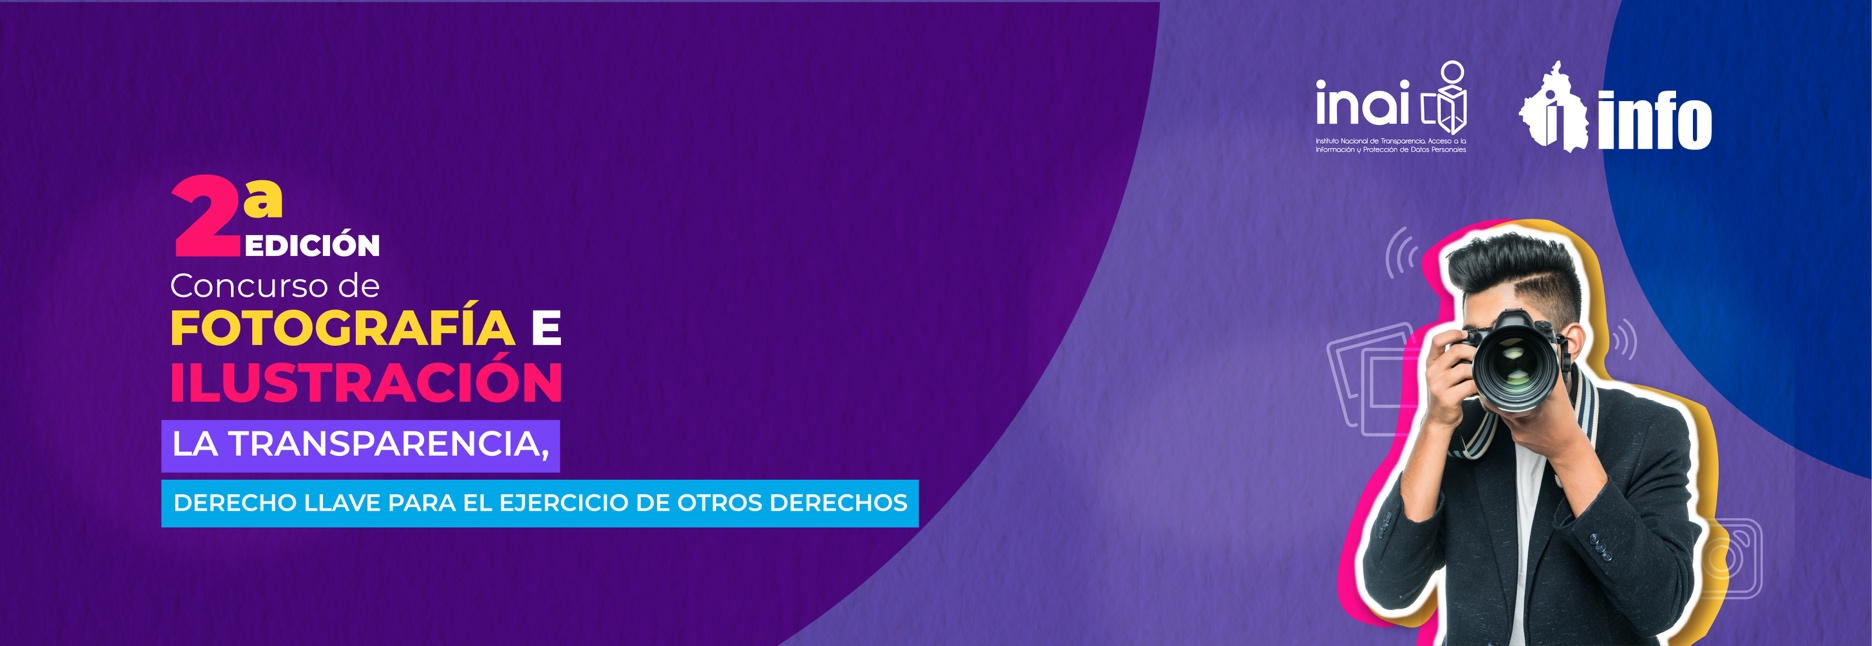 2a
EDICIÓN
Concurso de
FOTOGRAFÍA E
ILUSTRACIÓN
LA TRANSPARENCIA,
DERECHO LLAVE PARA EL EJERCICIO DE OTROS DERECHOS
inai
Instituto Nacional de Transparencia, Acceso a la
Información y Protección de Datos Personales
info